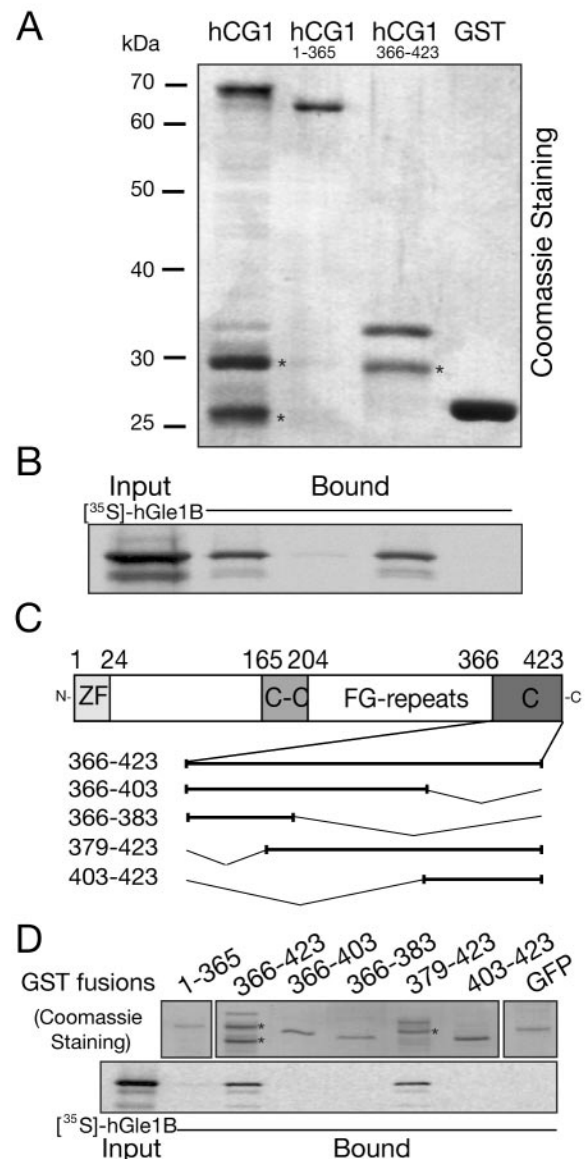 A
kDa hCG1 hCG1 hCG1 GST
1-365 366-423
70
60
50
40
30 * *
25 *
Coomassie Staining
B
Input Bound
[35S]-hGle1B
C
1 24 165 204 366 423
N- ZF C-C FG-repeats C -C
366-423
366-403
366-383
379-423
403-423
D
GST fusions 1-365 366-423 366-403 366-383 379-423 403-423 GFP
(Coomassie * *
Staining) *
[35S]-hGle1B
Input Bound